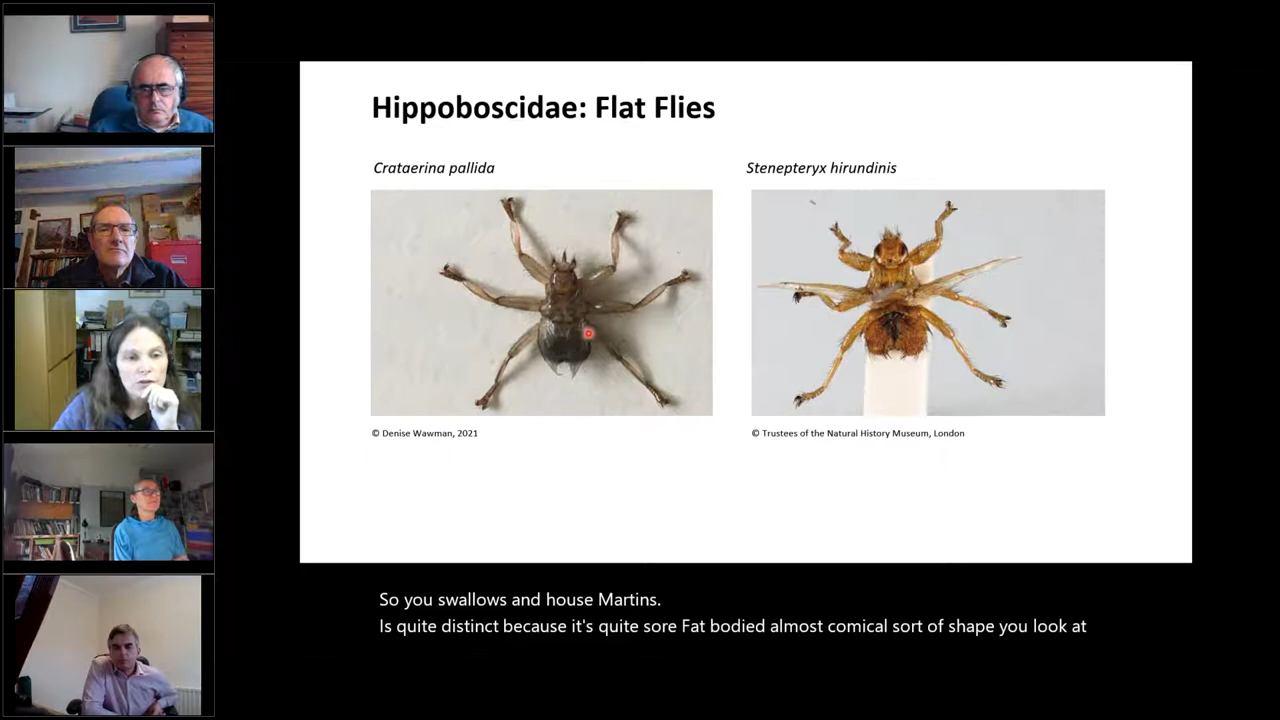 Hippoboscidae: Flat Flies
Crataerina pallida
Stenepteryx hirundinis
© Denise Wawman, 2021
© Trustees of the Natural History Museum, London
So you swallows and house Martins.
Is quite distinct because it's quite sore Fat bodied almost comical sort of shape you look at